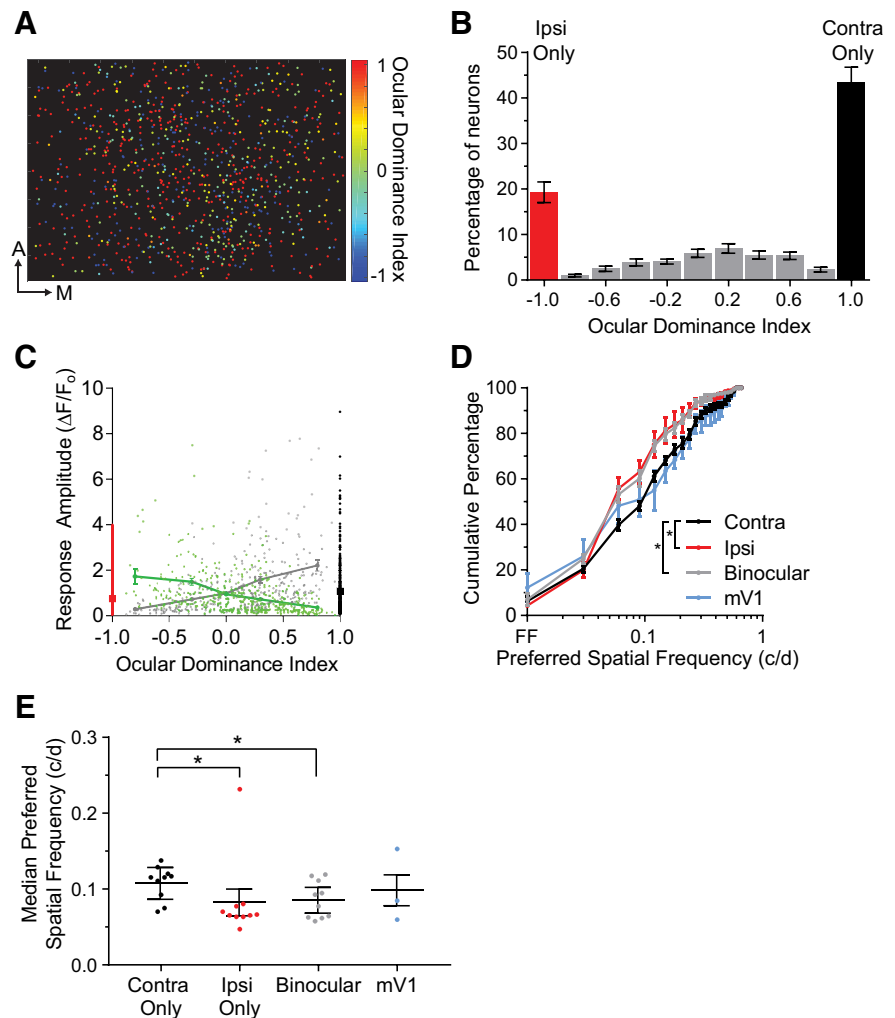 A
A
M
1
0
-1
Ocular Dominance Index
B
Ipsi
Only
Contra
Only
Percentage of neurons
50
40
30
20
10
0
-1.0
-0.6
-0.2
0.2
0.6
1.0
Ocular Dominance Index
C
Response Amplitude (ΔF/Fo)
10
8
6
4
2
0
-1.0
-0.5
0.0
0.5
1.0
Ocular Dominance Index
D
Cumulative Percentage
100
80
60
40
20
0
*
*
Contra
Ipsi
Binocular
mV1
FF
0.1
1
Preferred Spatial Frequency (c/d)
E
Median Preferred
Spatial Frequency (c/d)
0.3
0.2
0.1
0.0
*
*
Contra
Only
Ipsi
Only
Binocular
mV1